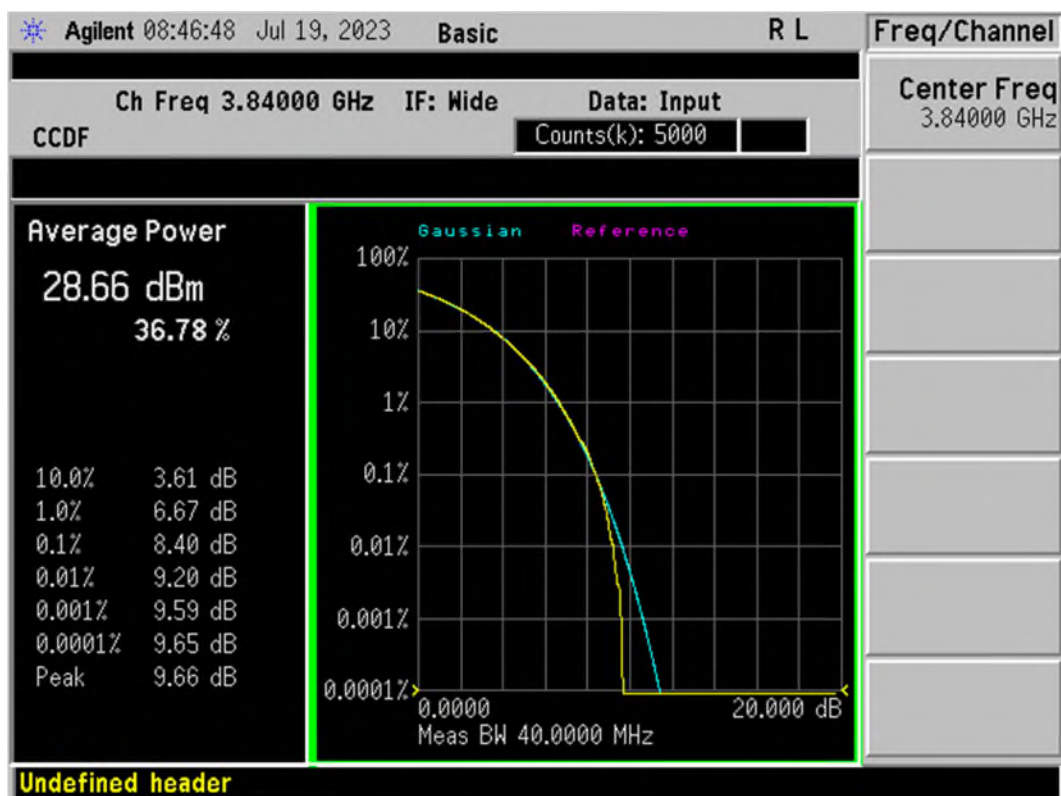 Agilent 08:46:48 Jul 19, 2023 Basic R L Freq/Channel
Ch Freq 3.84000 GHz IF: Wide Data: Input
CCDF Counts(k): 5000
Center Freq
3.84000 GHz
Average Power
28.66 dBm
36.78 %
10.0% 3.61 dB
1.0% 6.67 dB
0.1% 8.40 dB
0.01% 9.20 dB
0.001% 9.59 dB
0.0001% 9.65 dB
Peak 9.66 dB
Gaussian Reference
100%
10%
1%
0.1%
0.01%
0.001%
0.0001%
0.0000 20.000 dB
Meas BW 40.0000 MHz
Undefined header